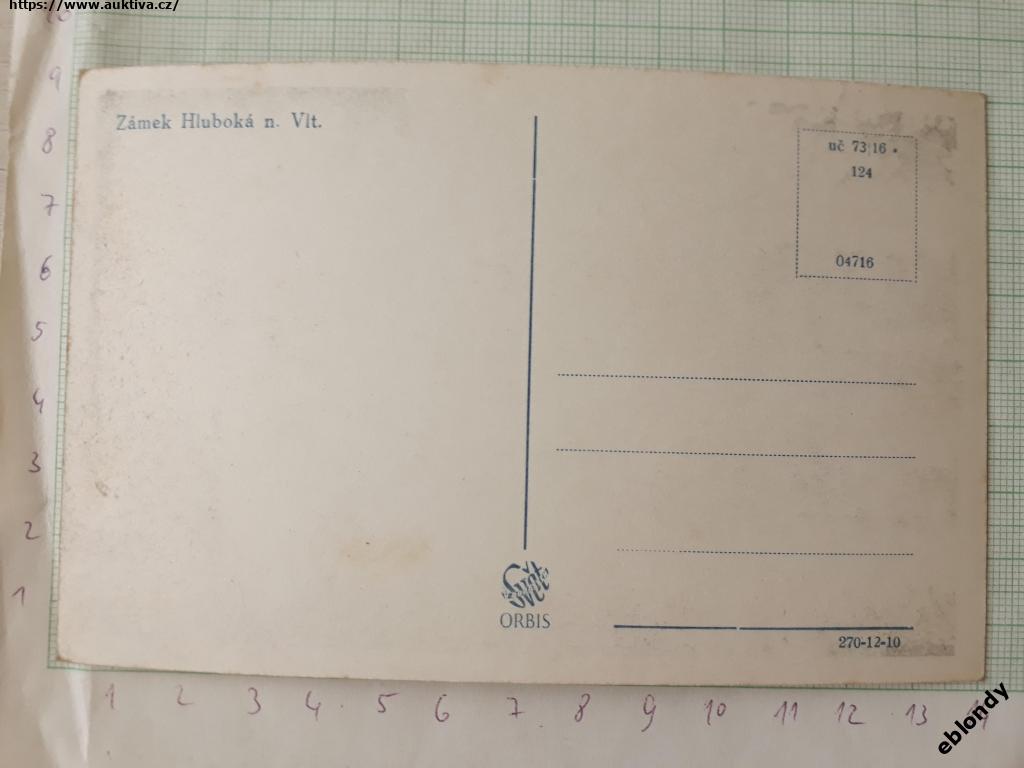 https://www.auktiva.cz/
10
9
8
7
6
5
4
3
2
1
Zámek Hluboká n. Vlt.
uč 73|16
124
04716
ORBIS
270-12-10
1 2 3 4 5 6 7 8 9 10 11 12 13 14
eblondy